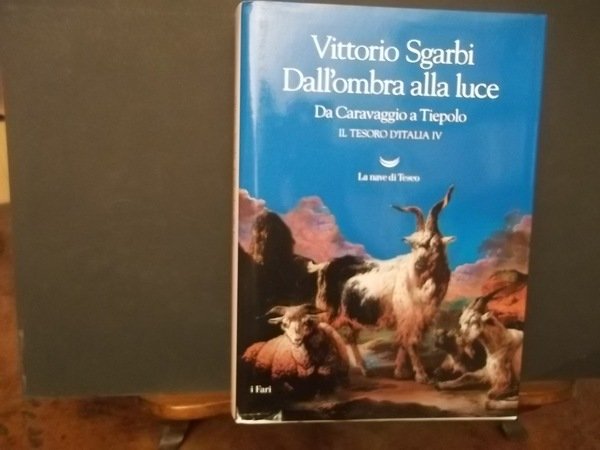 Vittorio Sgarbi
Dall'ombra alla luce
Da Caravaggio a Tiepolo
IL TESORO D'ITALIA IV
La nave di Teseo
i Fari